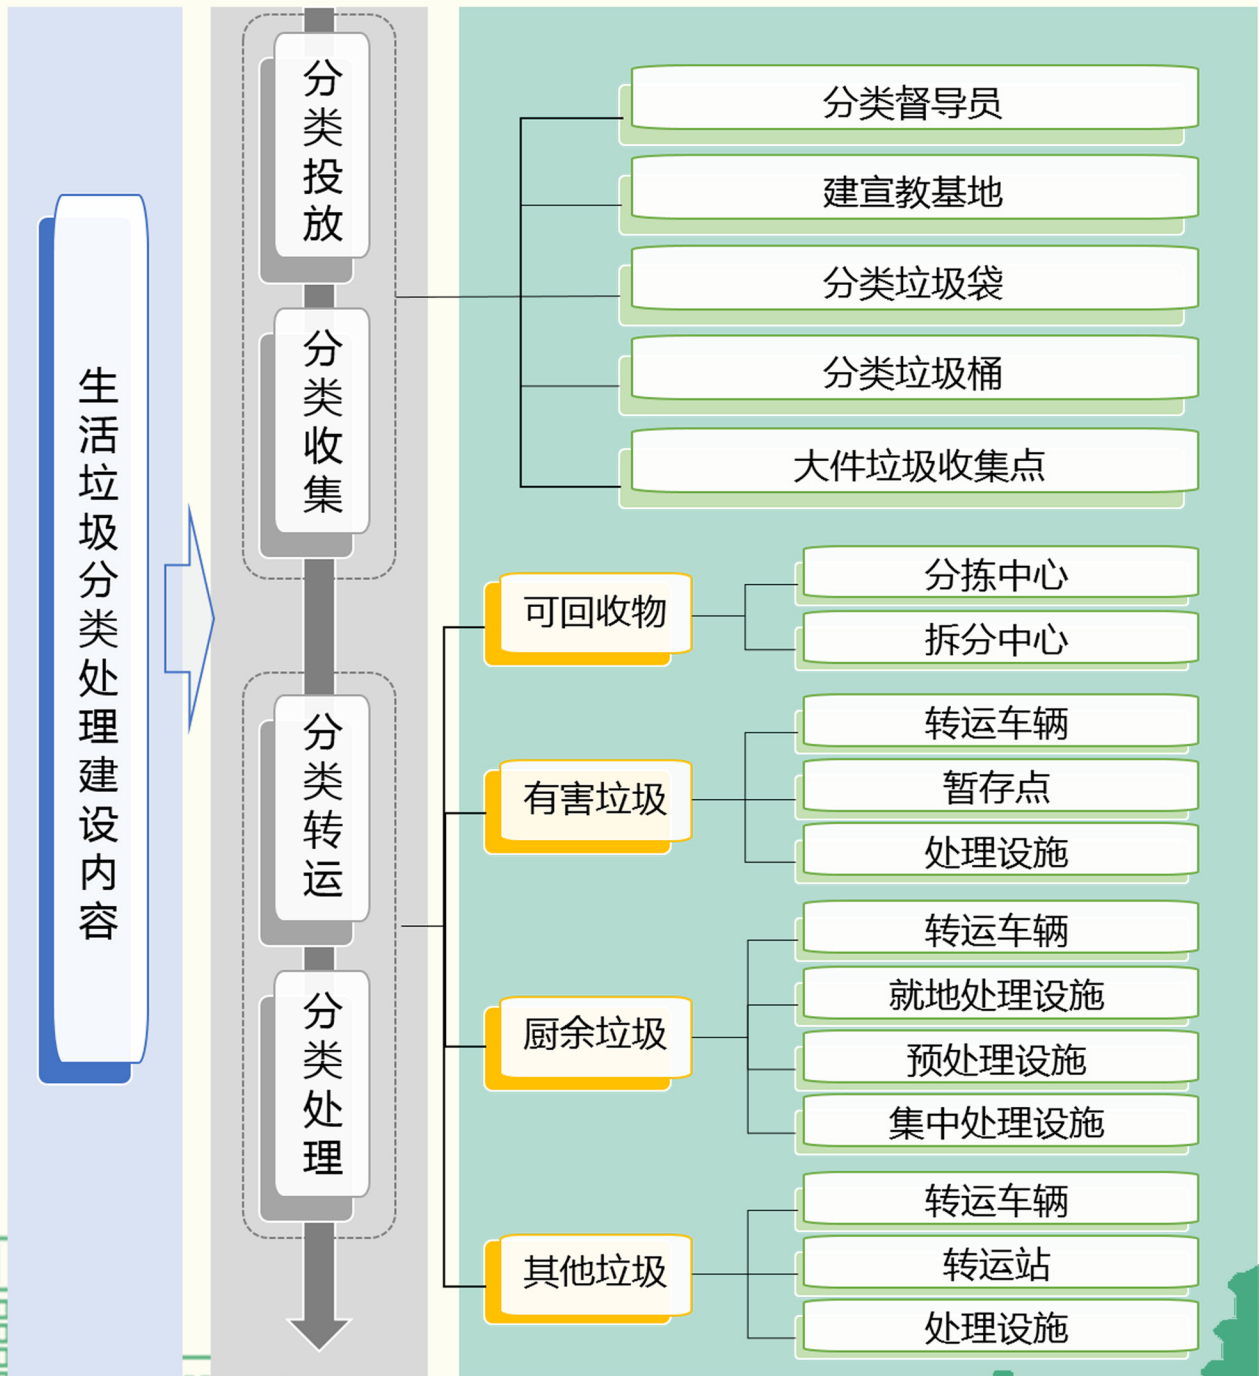 生活垃圾分类处理建设内容
分类投放
分类收集
分类转运
分类处理
分类督导员
建宣教基地
分类垃圾袋
分类垃圾桶
大件垃圾收集点
可回收物
分拣中心
拆分中心
有害垃圾
转运车辆
暂存点
处理设施
厨余垃圾
转运车辆
就地处理设施
预处理设施
集中处理设施
其他垃圾
转运车辆
转运站
处理设施